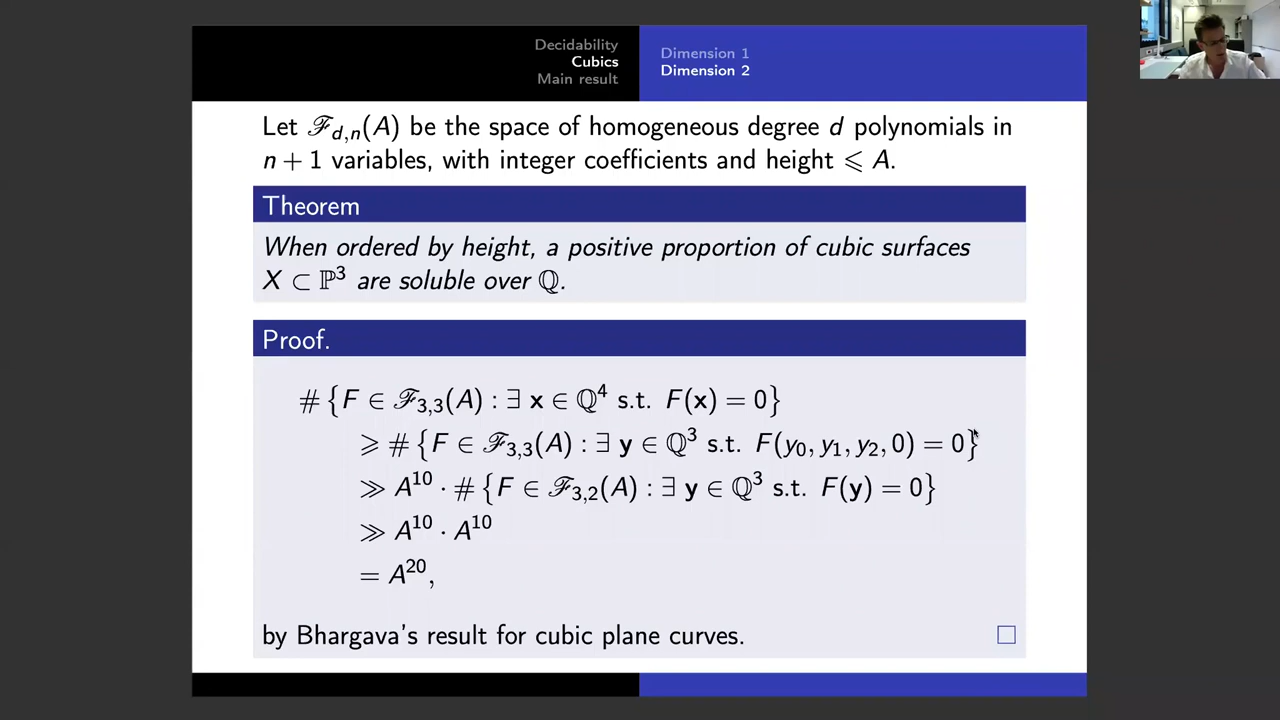 Decidability
Cubics
Main result
Dimension 1
Dimension 2
Let ℱ_{d,n}(A) be the space of homogeneous degree d polynomials in
n + 1 variables, with integer coefficients and height ⩽ A.
Theorem
When ordered by height, a positive proportion of cubic surfaces
X ⊂ ℙ³ are soluble over ℚ.
Proof.
# {F ∈ ℱ_{3,3}(A) : ∃ x ∈ ℚ⁴ s.t. F(x) = 0}
⩾ # {F ∈ ℱ_{3,3}(A) : ∃ y ∈ ℚ³ s.t. F(y₀, y₁, y₂, 0) = 0}
≫ A¹⁰ · # {F ∈ ℱ_{3,2}(A) : ∃ y ∈ ℚ³ s.t. F(y) = 0}
≫ A¹⁰ · A¹⁰
= A²⁰,
by Bhargava's result for cubic plane curves.
□